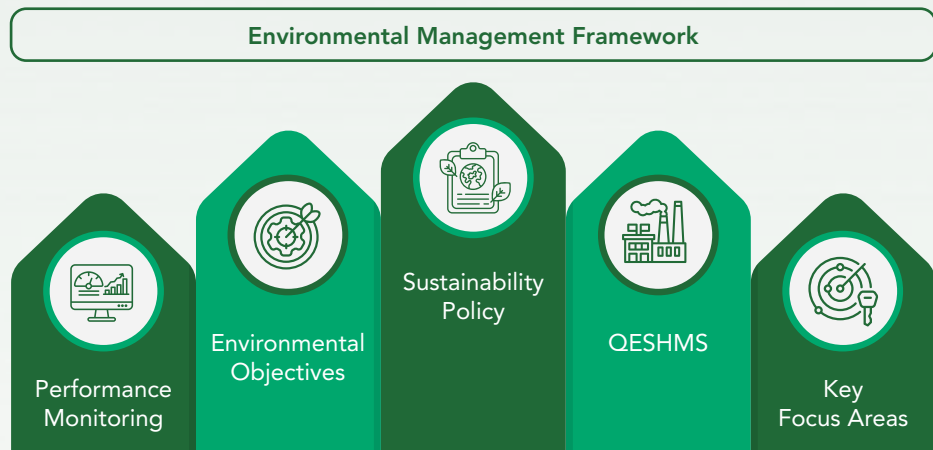 Environmental Management Framework
Performance
Monitoring
Environmental
Objectives
Sustainability
Policy
QESHMS
Key
Focus Areas